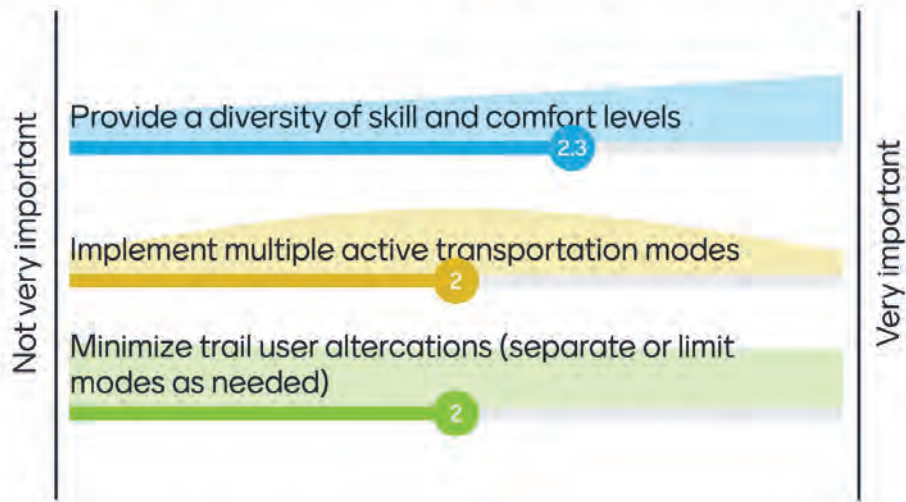 Not very important
Provide a diversity of skill and comfort levels
2.3
Implement multiple active transportation modes
2
Minimize trail user altercations (separate or limit
modes as needed)
2
Very important